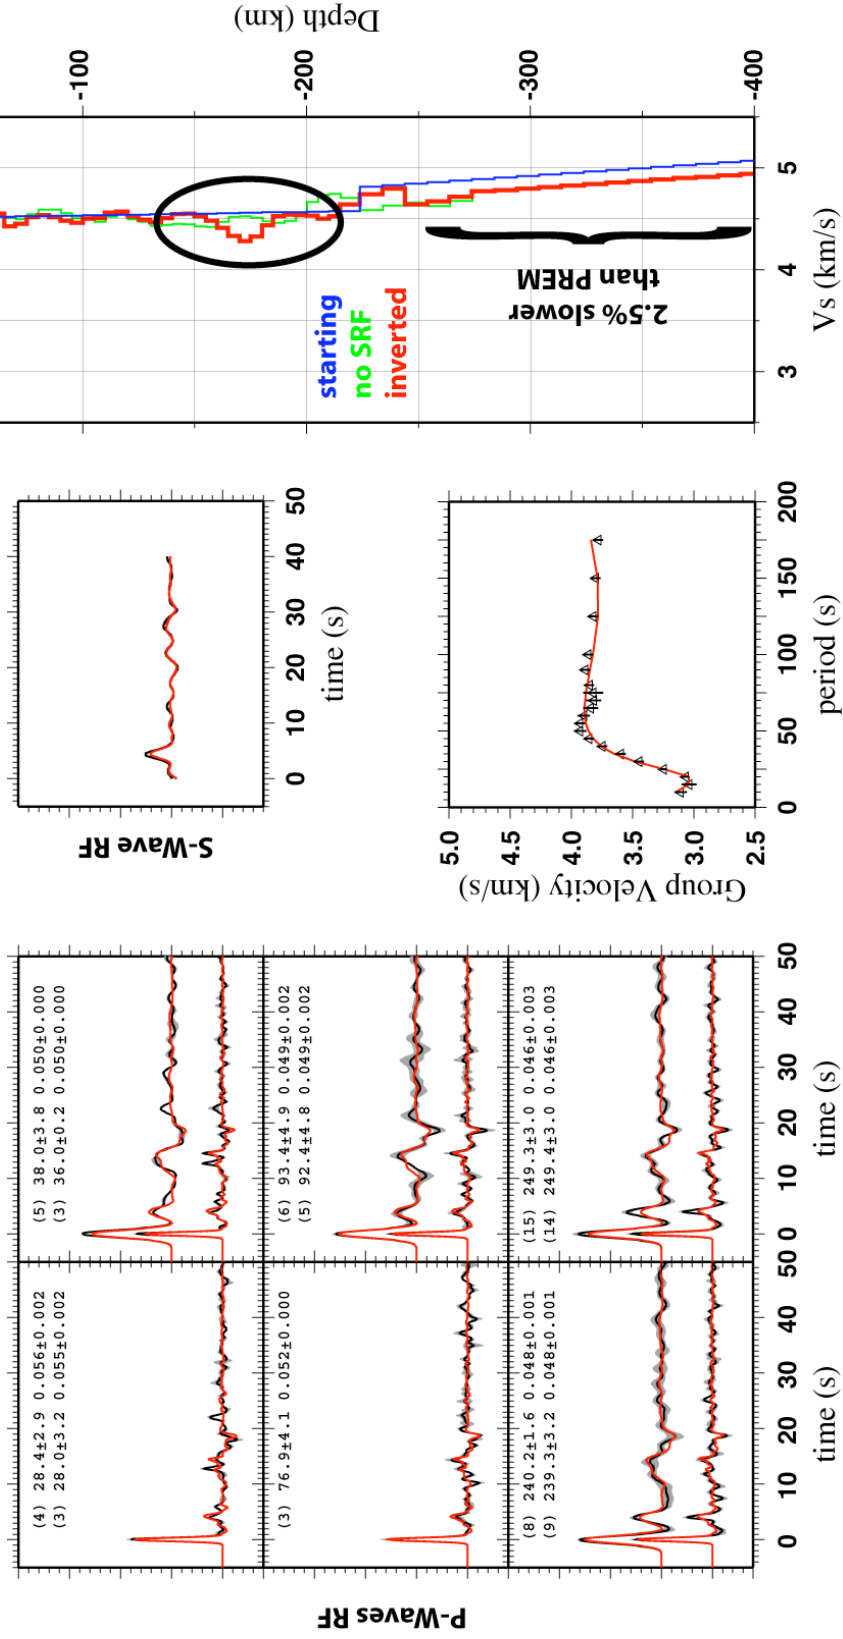 P-Waves RF
(4) 28.4±2.9 0.056±0.002
(3) 28.0±3.2 0.055±0.002
(5) 38.0±3.8 0.050±0.000
(3) 36.0±0.2 0.050±0.000
(3) 76.9±4.1 0.052±0.000
(6) 93.4±4.9 0.049±0.002
(5) 92.4±4.8 0.049±0.002
(8) 240.2±1.6 0.048±0.001
(9) 239.3±3.2 0.048±0.001
(15) 249.3±3.0 0.046±0.003
(14) 249.4±3.0 0.046±0.003
0 10 20 30 40 50
time (s)
0 10 20 30 40 50
time (s)
S-Wave RF
0 10 20 30 40 50
time (s)
Group Velocity (km/s)
5.0
4.5
4.0
3.5
3.0
2.5
0 50 100 150 200
period (s)
Depth (km)
-100
-200
-300
-400
starting
no SRF
inverted
2.5% slower
than PREM
3 4 5
Vs (km/s)